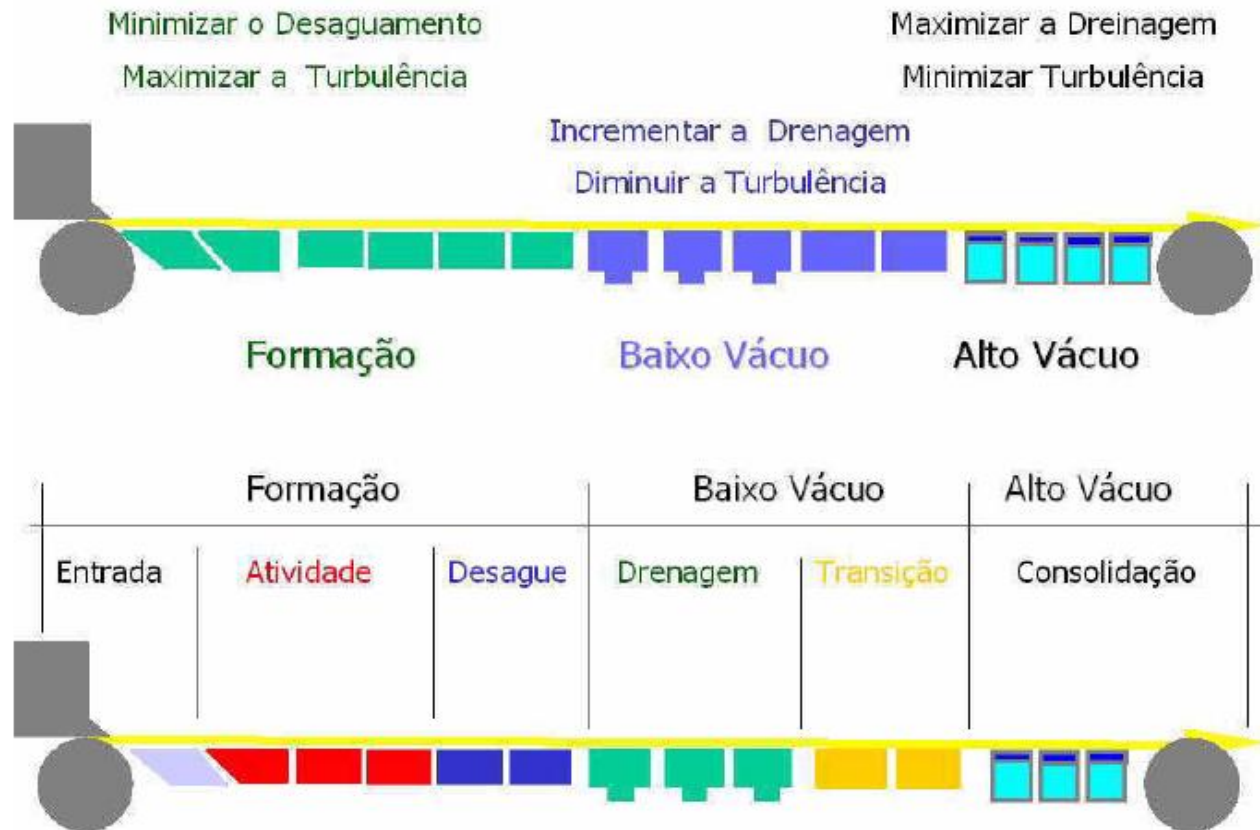 Minimizar o Desaguamento
Maximizar a Turbulência
Maximizar a Dreinagem
Minimizar Turbulência
Incrementar a Drenagem
Diminuir a Turbulência
Formação
Baixo Vácuo
Alto Vácuo
Formação
Baixo Vácuo
Alto Vácuo
Entrada
Atividade
Desague
Drenagem
Transição
Consolidação